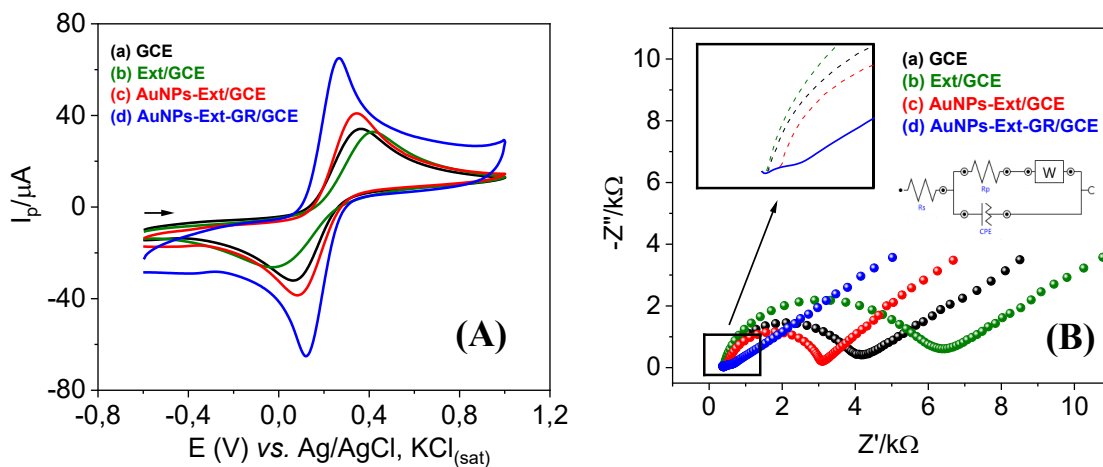 80
40
0
-40
-80
-0,8
-0,4
0,0
0,4
0,8
1,2
I_p/µA
E (V) vs. Ag/AgCl, KCl_(sat)
(a) GCE
(b) Ext/GCE
(c) AuNPs-Ext/GCE
(d) AuNPs-Ext-GR/GCE
(A)
10
8
6
4
2
0
0
2
4
6
8
10
-Z"/kΩ
Z'/kΩ
(a) GCE
(b) Ext/GCE
(c) AuNPs-Ext/GCE
(d) AuNPs-Ext-GR/GCE
Rs
Rp
W
CPE
(B)